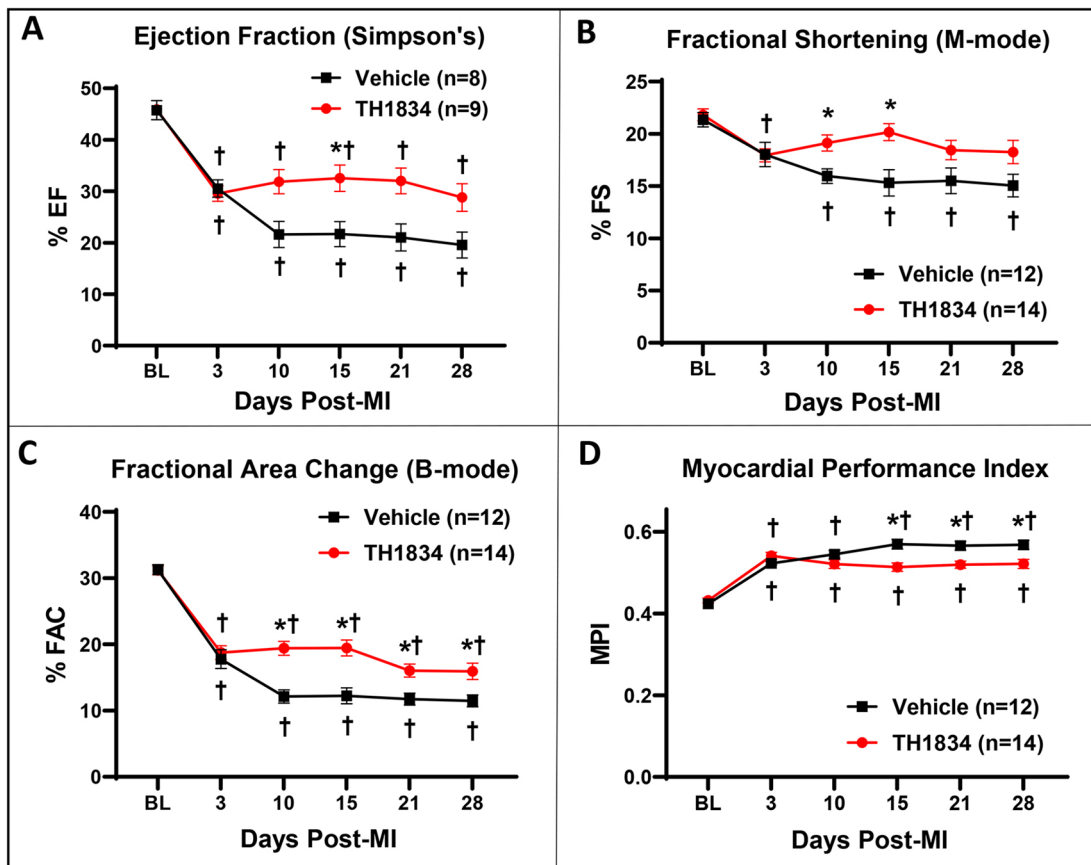 A
Ejection Fraction (Simpson's)
Vehicle (n=8)
TH1834 (n=9)
% EF
50
40
30
20
10
0
† † *† † †
† † † † †
BL 3 10 15 21 28
Days Post-MI
B
Fractional Shortening (M-mode)
% FS
25
20
15
10
5
0
† * *
† † † †
Vehicle (n=12)
TH1834 (n=14)
BL 3 10 15 21 28
Days Post-MI
C
Fractional Area Change (B-mode)
Vehicle (n=12)
TH1834 (n=14)
% FAC
40
30
20
10
0
† *† *† *† *†
† † † † †
BL 3 10 15 21 28
Days Post-MI
D
Myocardial Performance Index
MPI
0.6
0.4
0.2
0.0
† † *† *† *†
† † † † †
Vehicle (n=12)
TH1834 (n=14)
BL 3 10 15 21 28
Days Post-MI